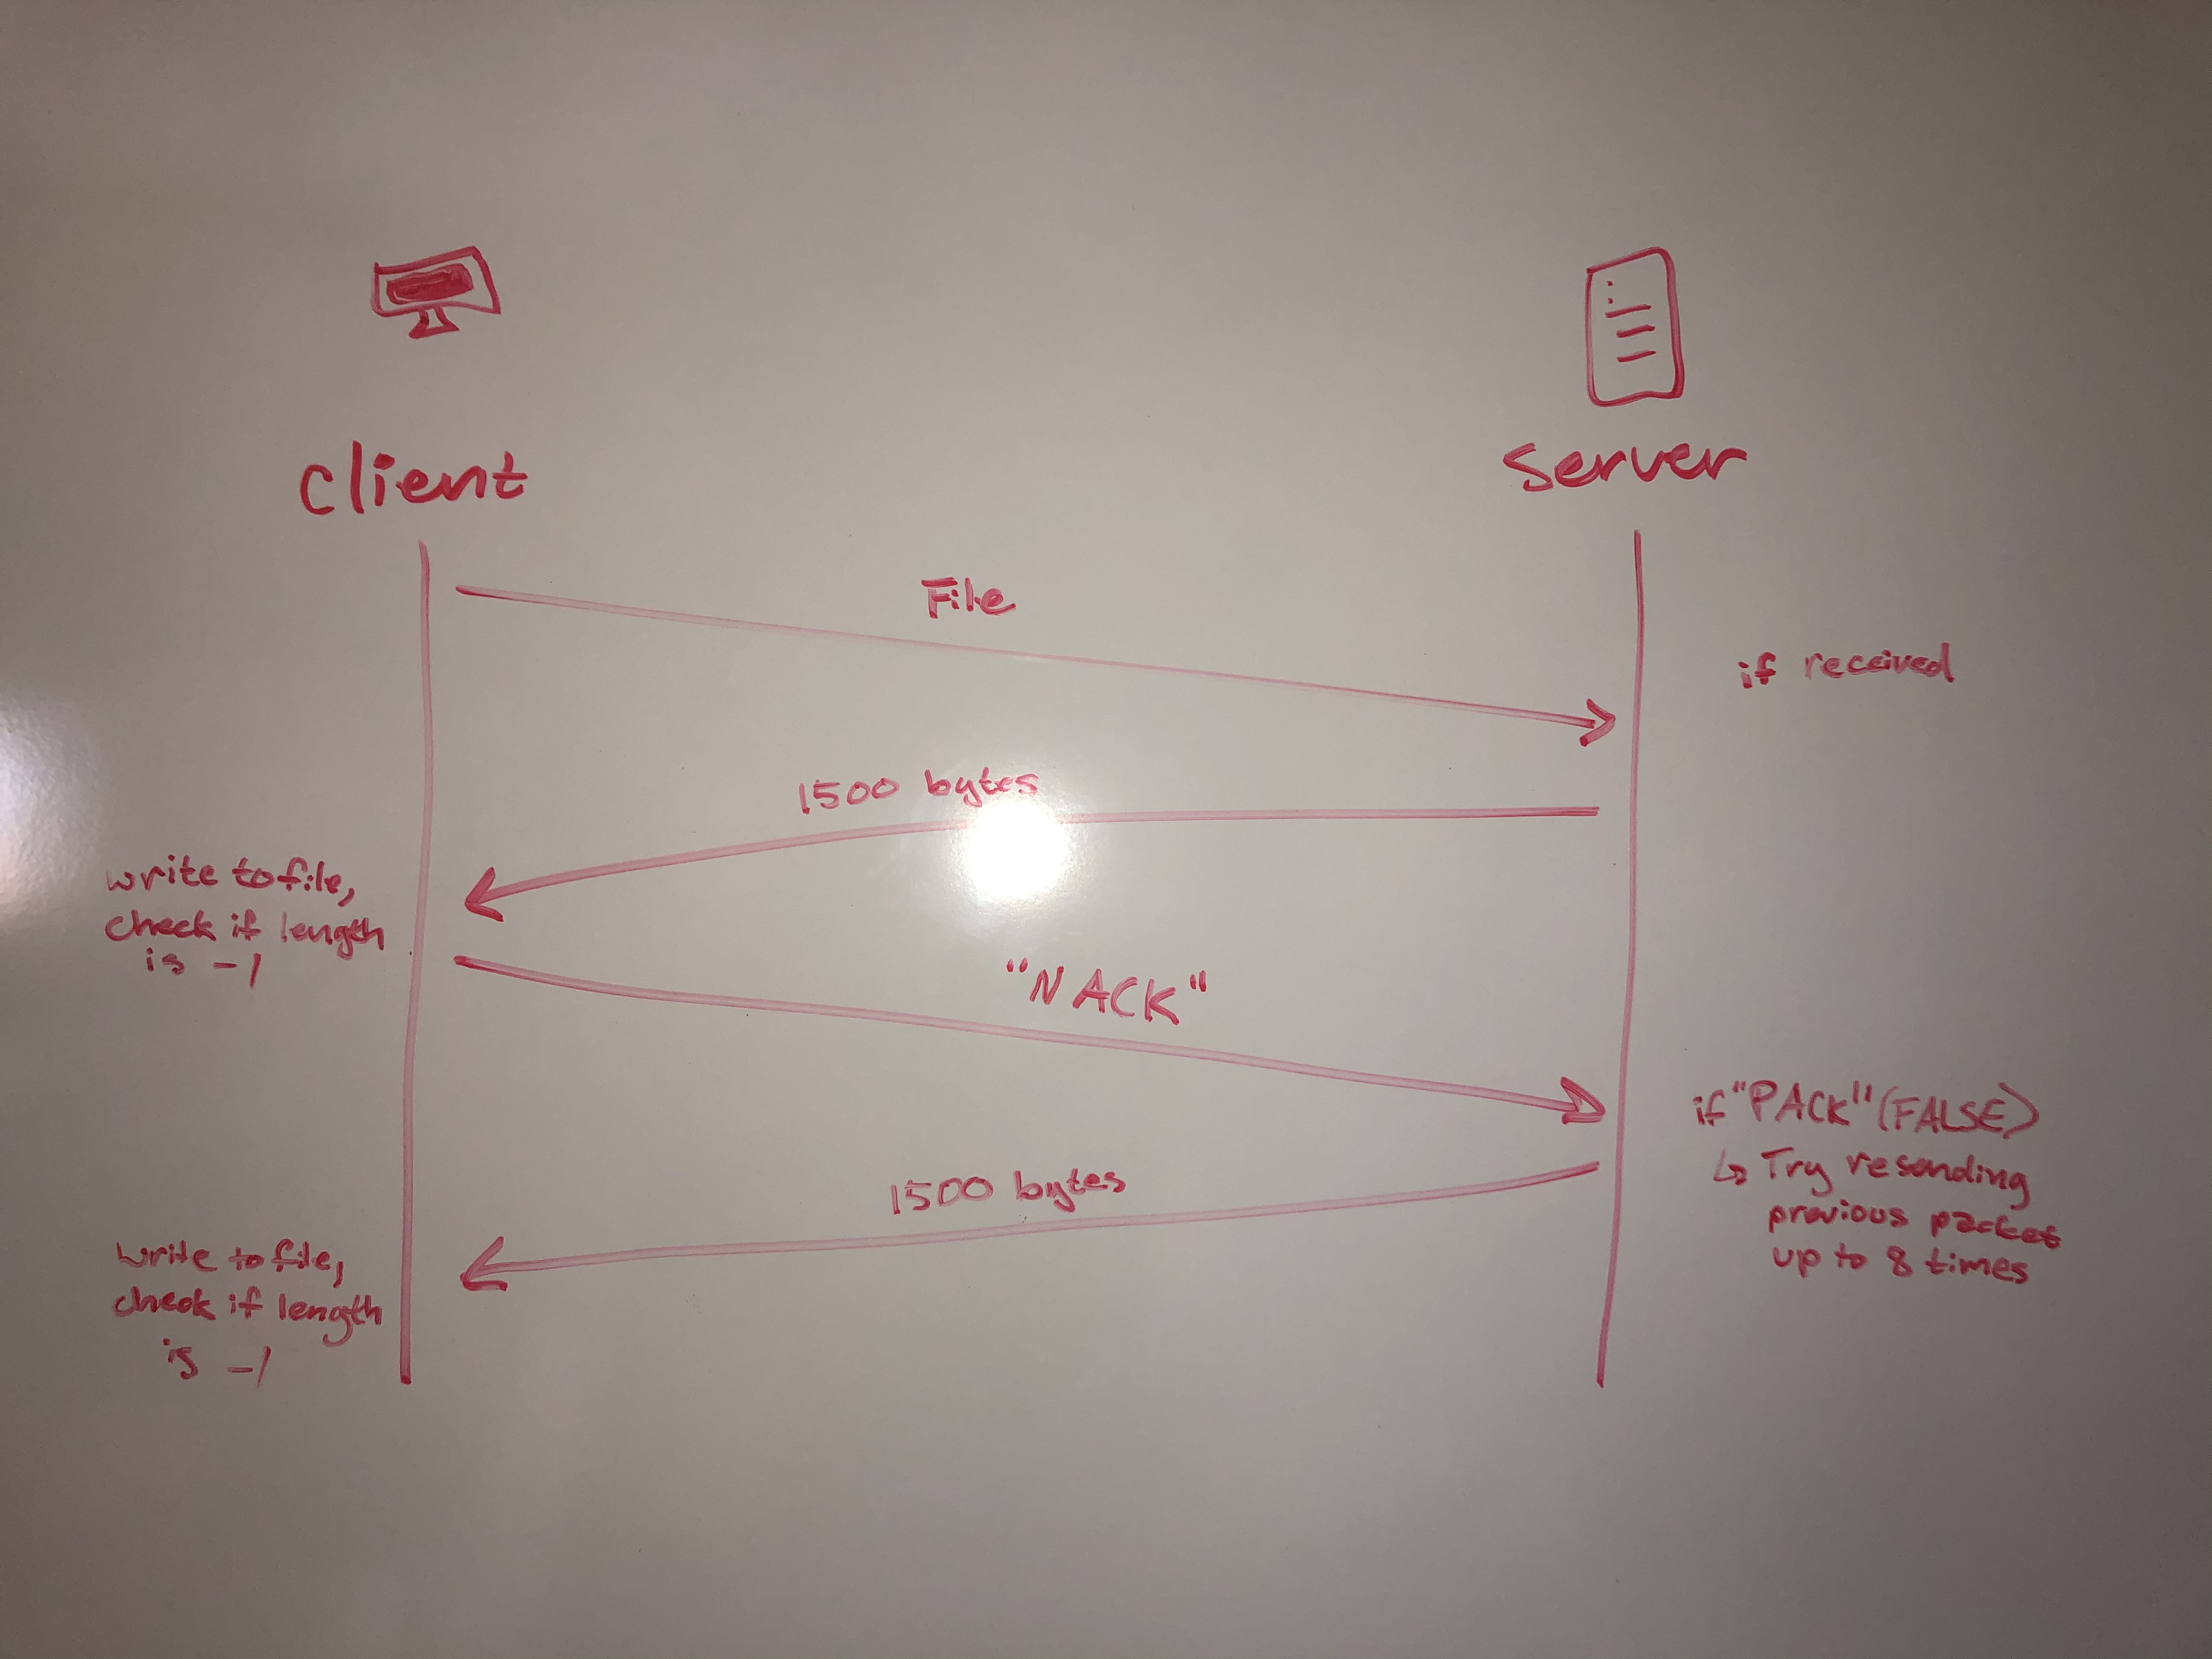 client
Server
File
if received
1500 bytes
write to file,
check if length
is -1
"NACK"
if "PACK" (FALSE)
↳ Try resending
previous packet
up to 8 times
1500 bytes
write to file,
check if length
is -1